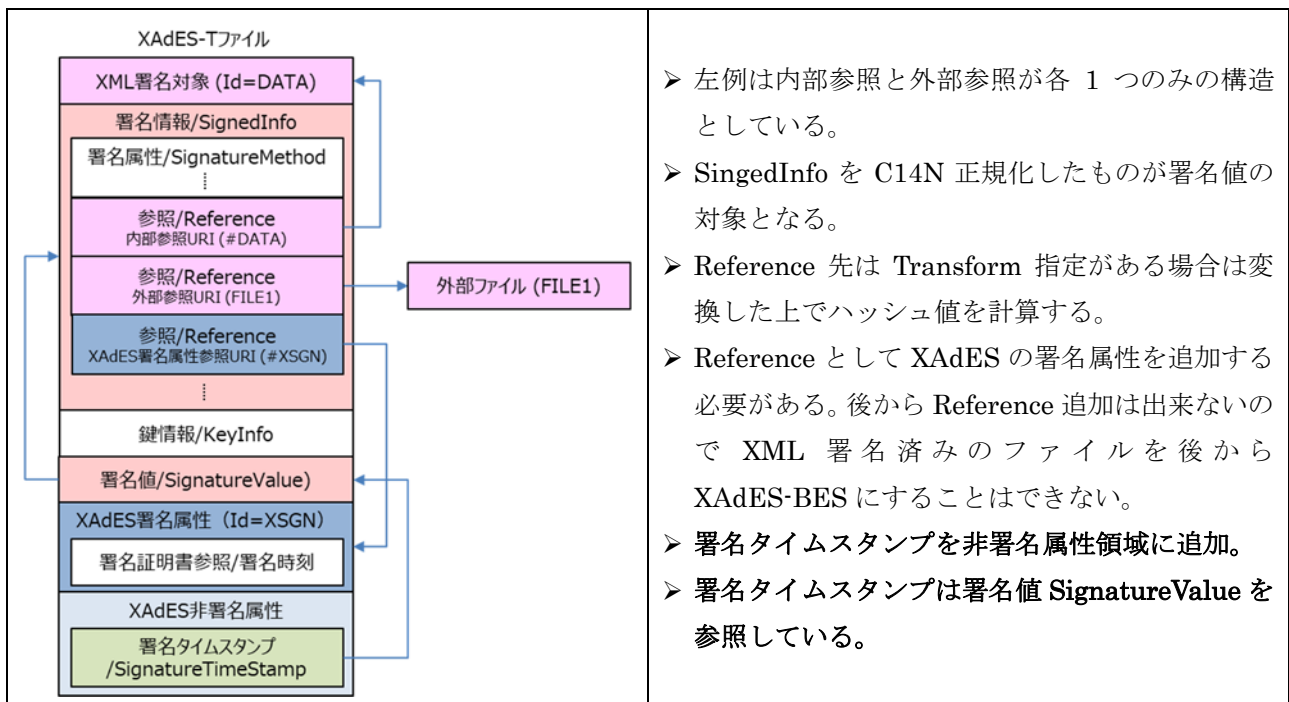 XAdES-Tファイル
XML署名対象 (Id=DATA)
署名情報/SignedInfo
署名属性/SignatureMethod
⋮
参照/Reference
内部参照URI (#DATA)
参照/Reference
外部参照URI (FILE1)
参照/Reference
XAdES署名属性参照URI (#XSGN)
⋮
鍵情報/KeyInfo
署名値/SignatureValue)
XAdES署名属性（Id=XSGN）
署名証明書参照/署名時刻
XAdES非署名属性
署名タイムスタンプ
/SignatureTimeStamp
外部ファイル (FILE1)
➢ 左例は内部参照と外部参照が各 1 つのみの構造
としている。
➢ SingedInfo を C14N 正規化したものが署名値の
対象となる。
➢ Reference 先は Transform 指定がある場合は変
換した上でハッシュ値を計算する。
➢ Reference として XAdES の署名属性を追加する
必要がある。後から Reference 追加は出来ないの
で XML 署名済みのファイルを後から
XAdES-BES にすることはできない。
➢ 署名タイムスタンプを非署名属性領域に追加。
➢ 署名タイムスタンプは署名値 SignatureValue を
参照している。